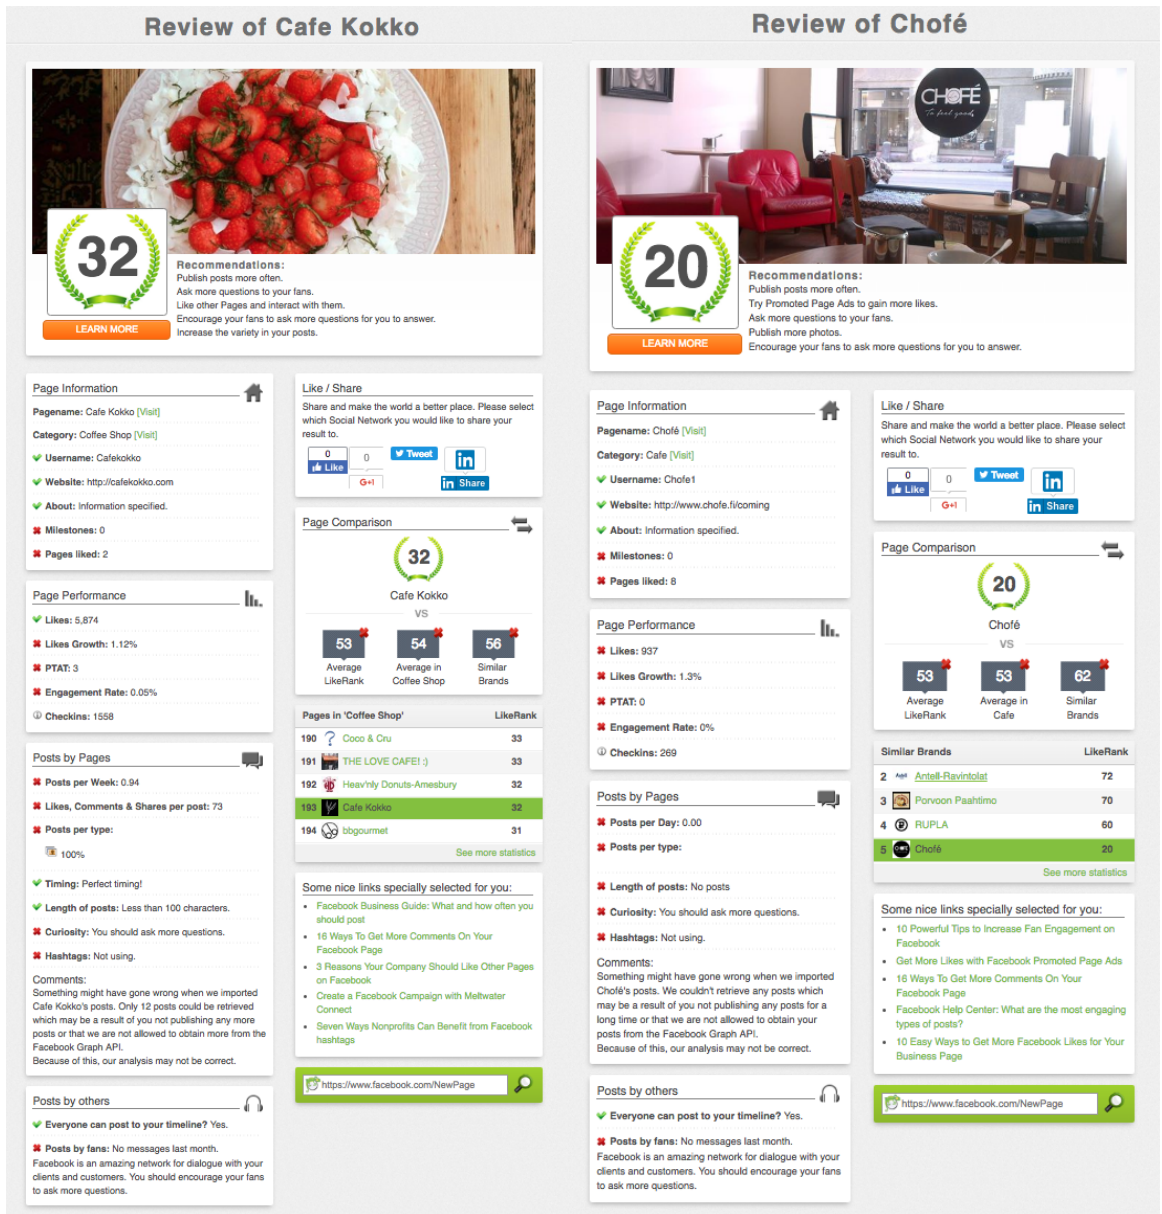 Review of Cafe Kokko
32
LEARN MORE
Recommendations:
Publish posts more often.
Ask more questions to your fans.
Like other Pages and interact with them.
Encourage your fans to ask more questions for you to answer.
Increase the variety in your posts.
Page Information
Pagename: Cafe Kokko [Visit]
Category: Coffee Shop [Visit]
Username: Cafekokko
Website: http://cafekokko.com
About: Information specified.
Milestones: 0
Pages liked: 2
Page Performance
Likes: 5,874
Likes Growth: 1.12%
PTAT: 3
Engagement Rate: 0.05%
Checkins: 1558
Posts by Pages
Posts per Week: 0.94
Likes, Comments & Shares per post: 73
Posts per type:
100%
Timing: Perfect timing!
Length of posts: Less than 100 characters.
Curiosity: You should ask more questions.
Hashtags: Not using.
Comments:
Something might have gone wrong when we imported
Cafe Kokko's posts. Only 12 posts could be retrieved
which may be a result of you not publishing any more
posts or that we are not allowed to obtain more from the
Facebook Graph API.
Because of this, our analysis may not be correct.
Posts by others
Everyone can post to your timeline? Yes.
Posts by fans: No messages last month.
Facebook is an amazing network for dialogue with your
clients and customers. You should encourage your fans
to ask more questions.
Like / Share
Share and make the world a better place. Please select
which Social Network you would like to share your
result to.
0
Like
0
G+1
Tweet
in
in Share
Page Comparison
32
Cafe Kokko
VS
53 54 56
Average LikeRank
Average in Coffee Shop
Similar Brands
Pages in 'Coffee Shop' LikeRank
190 Coco & Cru 33
191 THE LOVE CAFE! :) 33
192 Heav'nly Donuts-Amesbury 32
193 Cafe Kokko 32
194 bbgourmet 31
See more statistics
Some nice links specially selected for you:
Facebook Business Guide: What and how often you
should post
16 Ways To Get More Comments On Your
Facebook Page
3 Reasons Your Company Should Like Other Pages
on Facebook
Create a Facebook Campaign with Meltwater
Connect
Seven Ways Nonprofits Can Benefit from Facebook
hashtags
https://www.facebook.com/NewPage
Review of Chofé
CHOFÉ
To feel good
20
LEARN MORE
Recommendations:
Publish posts more often.
Try Promoted Page Ads to gain more likes.
Ask more questions to your fans.
Publish more photos.
Encourage your fans to ask more questions for you to answer.
Page Information
Pagename: Chofé [Visit]
Category: Cafe [Visit]
Username: Chofe1
Website: http://www.chofe.fi/coming
About: Information specified.
Milestones: 0
Pages liked: 8
Page Performance
Likes: 937
Likes Growth: 1.3%
PTAT: 0
Engagement Rate: 0%
Checkins: 269
Posts by Pages
Posts per Day: 0.00
Posts per type:
Length of posts: No posts
Curiosity: You should ask more questions.
Hashtags: Not using.
Comments:
Something might have gone wrong when we imported
Chofé's posts. We couldn't retrieve any posts which
may be a result of you not publishing any posts for a
long time or that we are not allowed to obtain your
posts from the Facebook Graph API.
Because of this, our analysis may not be correct.
Posts by others
Everyone can post to your timeline? Yes.
Posts by fans: No messages last month.
Facebook is an amazing network for dialogue with your
clients and customers. You should encourage your fans
to ask more questions.
Like / Share
Share and make the world a better place. Please select
which Social Network you would like to share your
result to.
0
Like
0
G+1
Tweet
in
in Share
Page Comparison
20
Chofé
VS
53 53 62
Average LikeRank
Average in Cafe
Similar Brands
Similar Brands LikeRank
2 Antell-Ravintolat 72
3 Porvoon Paahtimo 70
4 RUPLA 60
5 Chofé 20
See more statistics
Some nice links specially selected for you:
10 Powerful Tips to Increase Fan Engagement on
Facebook
Get More Likes with Facebook Promoted Page Ads
16 Ways To Get More Comments On Your
Facebook Page
Facebook Help Center: What are the most engaging
types of posts?
10 Easy Ways to Get More Facebook Likes for Your
Business Page
https://www.facebook.com/NewPage